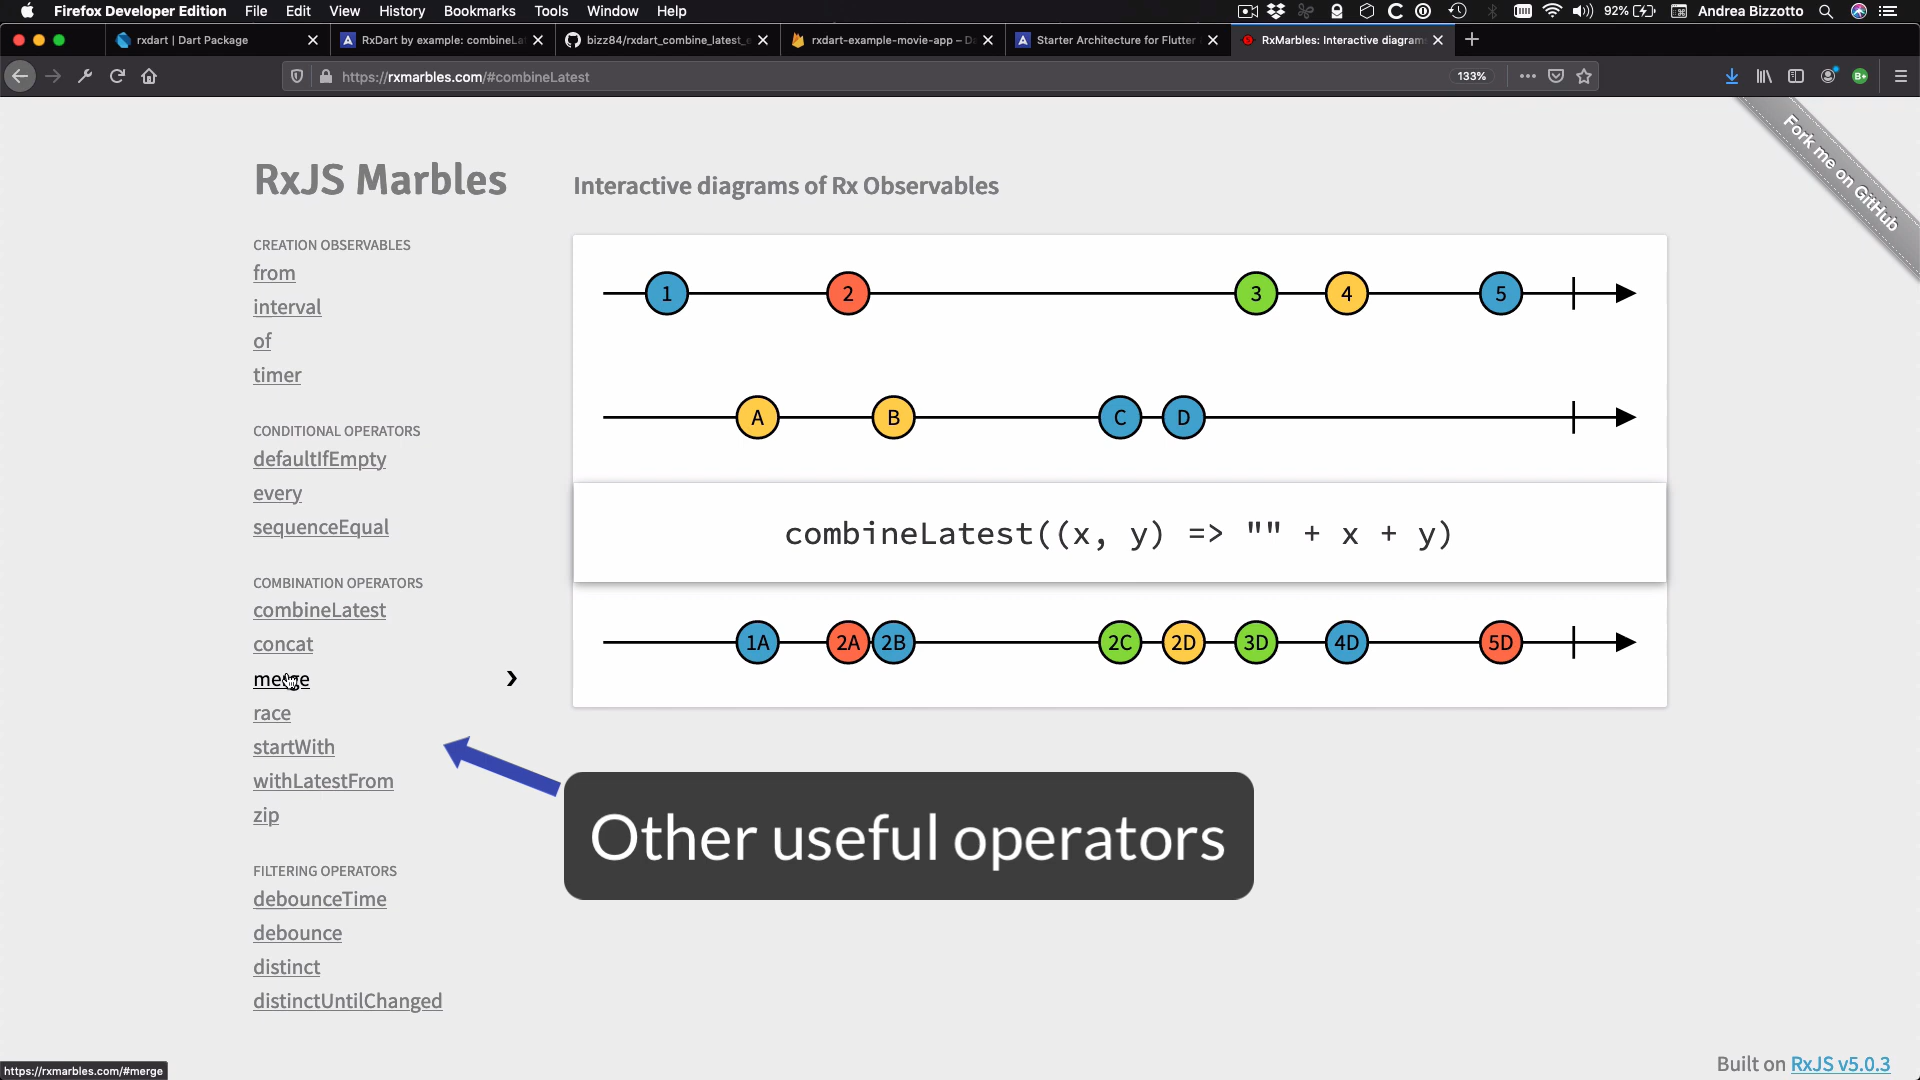 Firefox Developer Edition File Edit View History Bookmarks Tools Window Help 92% Andrea Bizzotto
rxdart | Dart Package
RxDart by example: combineLa
bizz84/rxdart_combine_latest_e
rxdart-example-movie-app – D
Starter Architecture for Flutter
RxMarbles: Interactive diagram
https://rxmarbles.com/#combineLatest 133%
Fork me on GitHub
RxJS Marbles
Interactive diagrams of Rx Observables
CREATION OBSERVABLES
from
interval
of
timer
CONDITIONAL OPERATORS
defaultIfEmpty
every
sequenceEqual
COMBINATION OPERATORS
combineLatest
concat
merge
race
startWith
withLatestFrom
zip
FILTERING OPERATORS
debounceTime
debounce
distinct
distinctUntilChanged
1 2 3 4 5
A B C D
combineLatest((x, y) => "" + x + y)
1A 2A 2B 2C 2D 3D 4D 5D
Other useful operators
Built on RxJS v5.0.3
https://rxmarbles.com/#merge